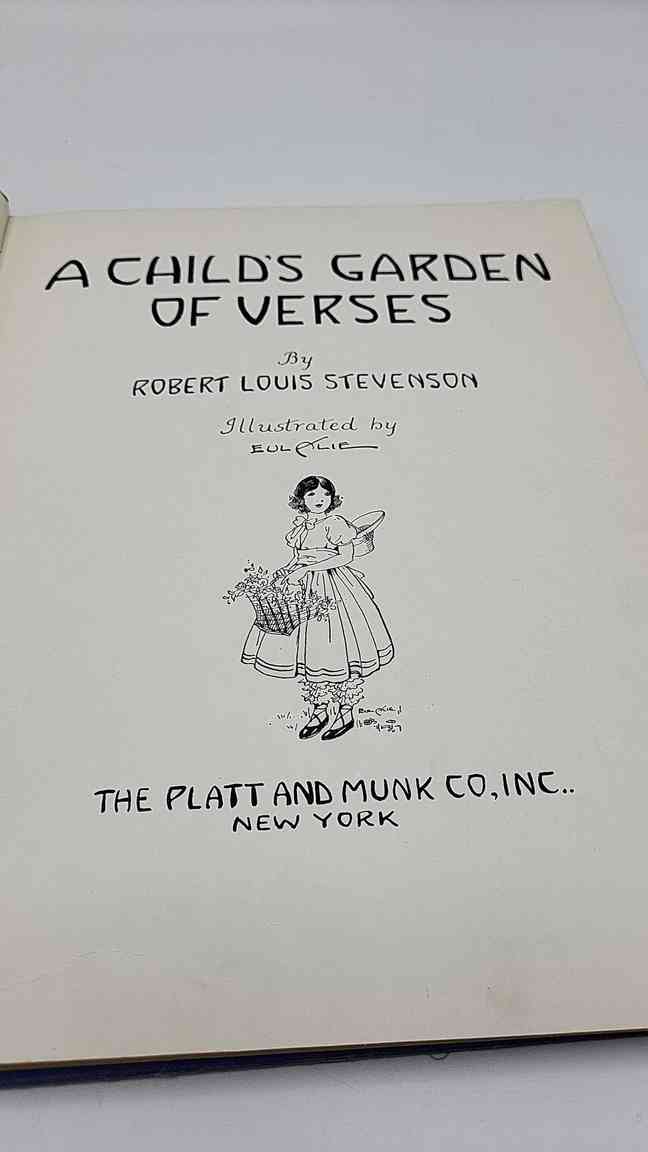 A CHILD'S GARDEN
OF VERSES
By
ROBERT LOUIS STEVENSON
Illustrated by
EULALIE
THE PLATT AND MUNK CO., INC..
NEW YORK